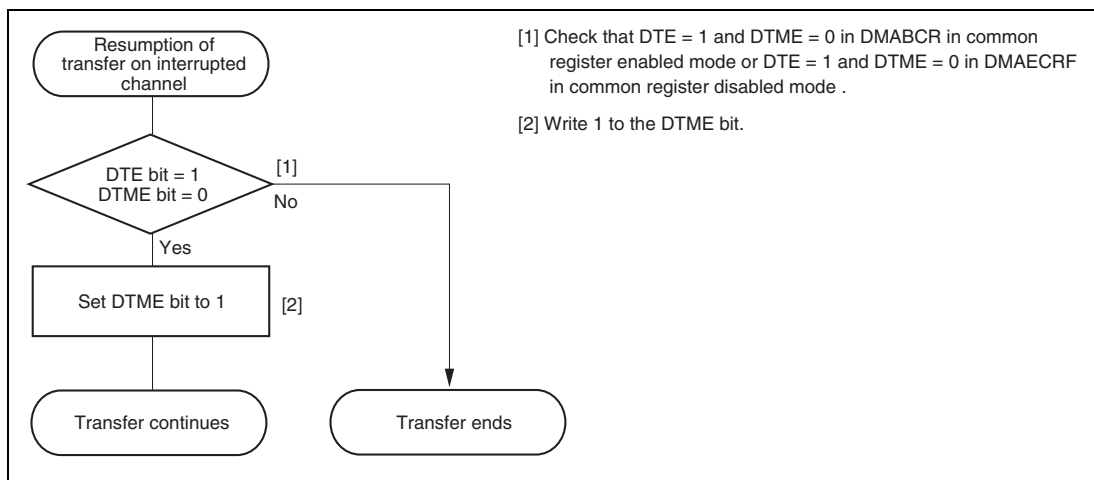 Resumption of
transfer on interrupted
channel
DTE bit = 1
DTME bit = 0
[1]
No
Yes
Set DTME bit to 1
[2]
Transfer continues
Transfer ends
[1] Check that DTE = 1 and DTME = 0 in DMABCR in common
register enabled mode or DTE = 1 and DTME = 0 in DMAECRF
in common register disabled mode .
[2] Write 1 to the DTME bit.